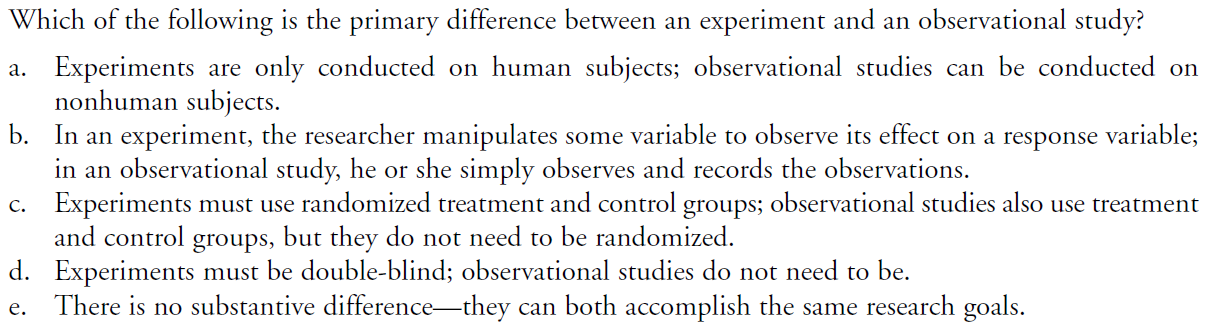 Which of the following is the primary difference between an experiment and an observational study?
a. Experiments are only conducted on human subjects; observational studies can be conducted on
nonhuman subjects.
b. In an experiment, the researcher manipulates some variable to observe its effect on a response variable;
in an observational study, he or she simply observes and records the observations.
c. Experiments must use randomized treatment and control groups; observational studies also use treatment
and control groups, but they do not need to be randomized.
d. Experiments must be double-blind; observational studies do not need to be.
e. There is no substantive difference—they can both accomplish the same research goals.